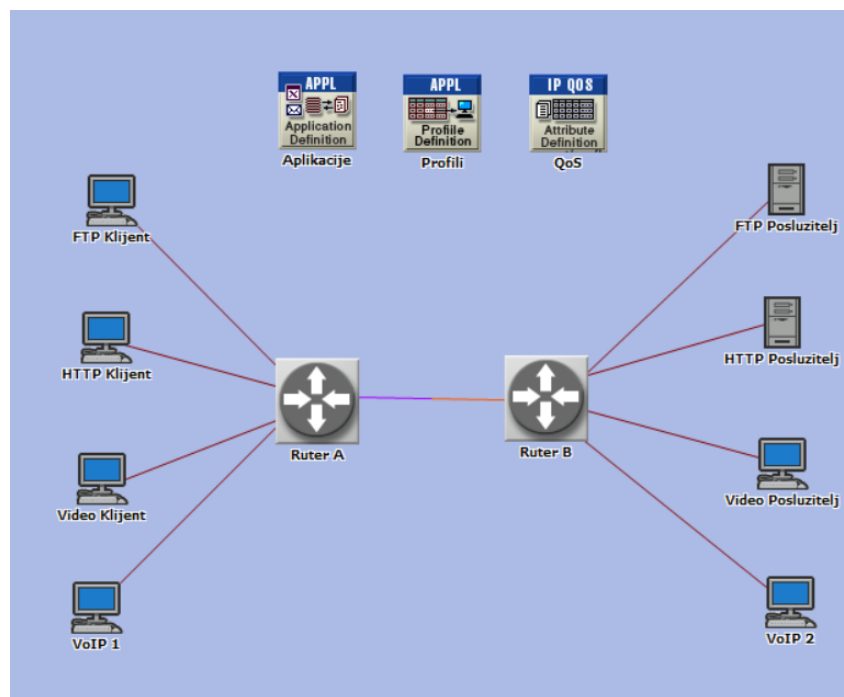 APPL
Application
Definition
Aplikacije
APPL
Profiile
Definition
Profili
IP QOS
Attribute
Definition
QoS
FTP Klijent
FTP Posluzitelj
HTTP Klijent
HTTP Posluzitelj
Ruter A
Ruter B
Video Klijent
Video Posluzitelj
VoIP 1
VoIP 2